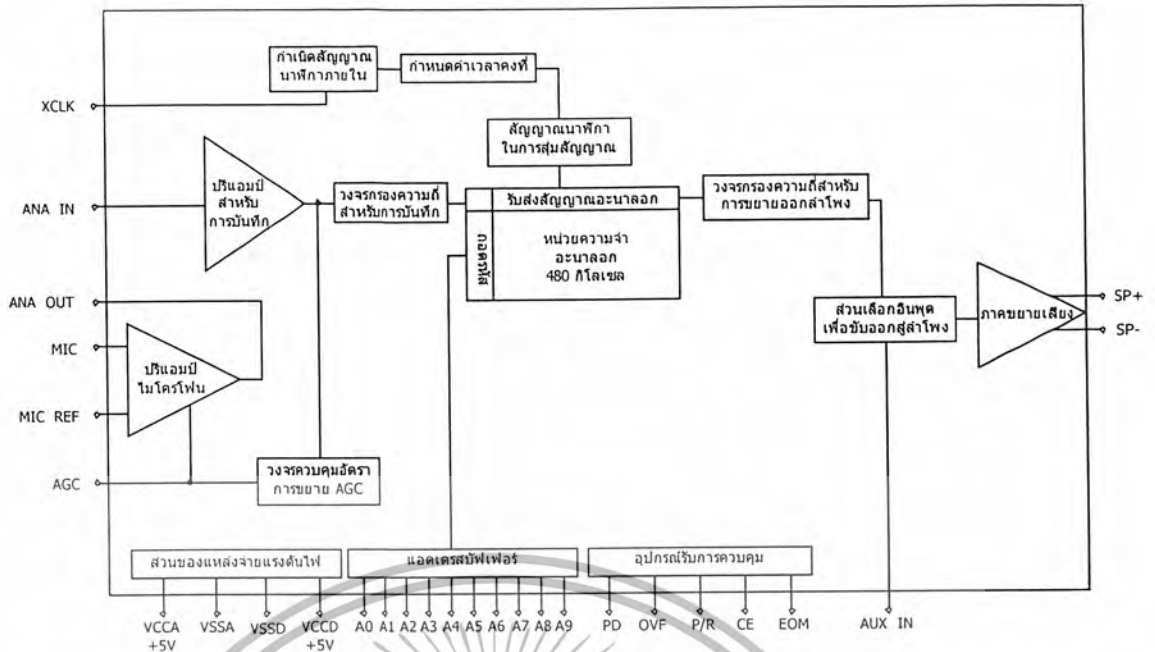 กำเนิดสัญญาณ
นาฬิกาภายใน
กำหนดค่าเวลาคงที่
XCLK
สัญญาณนาฬิกา
ในการสุ่มสัญญาณ
ปรีแอมป์
สำหรับ
การบันทึก
ANA IN
วงจรกรองความถี่
สำหรับการบันทึก
รับส่งสัญญาณอะนาลอก
วงจรกรองความถี่สำหรับ
การขยายออกลำโพง
ถอดรหัส
หน่วยความจำ
อะนาลอก
480 กิโลเซล
ANA OUT
ส่วนเลือกอินพุต
เพื่อขับออกสู่ลำโพง
ภาคขยายเสียง
SP+
SP-
MIC
ปรีแอมป์
ไมโครโฟน
MIC REF
AGC
วงจรควบคุมอัตรา
การขยาย AGC
ส่วนของแหล่งจ่ายแรงดันไฟ
แอดเดรสบัฟเฟอร์
อุปกรณ์รับการควบคุม
VCCA VSSA VSSD VCCD A0 A1 A2 A3 A4 A5 A6 A7 A8 A9 PD OVF P/R CE EOM AUX IN
+5V +5V